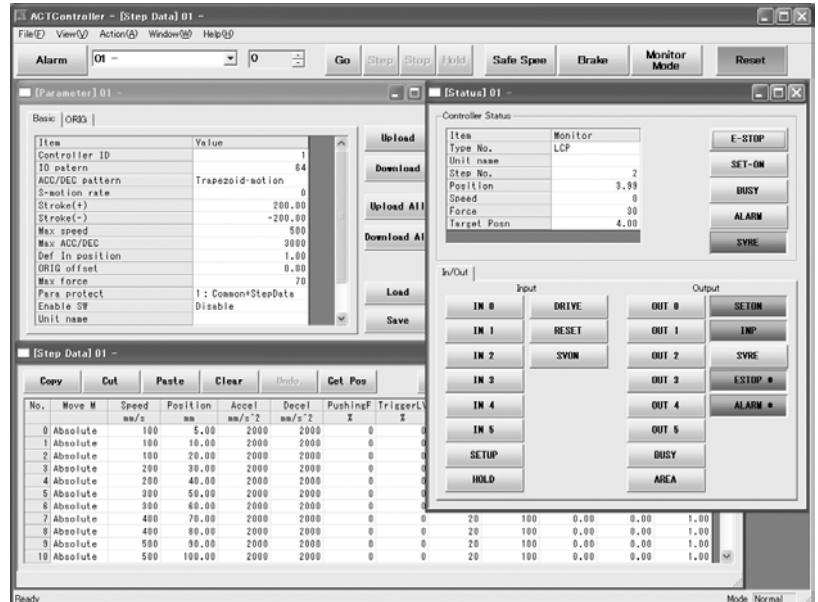 ACTController - [Step Data] 01 -
File(F) View(V) Action(A) Window(W) Help(H)
Alarm 01 - 0 Go Step Stop Hold Safe Spee Brake Monitor Mode Reset
[Parameter] 01 -
Basic ORIG
Item Value
Controller ID 1
IO patern 64
ACC/DEC pattern Trapezoid-motion
S-motion rate 0
Stroke(+) 200.00
Stroke(-) -200.00
Max speed 500
Max ACC/DEC 3000
Def In position 1.00
ORIG offset 0.00
Max force 70
Para protect 1 : Common+StepData
Enable SW Disable
Unit name
Upload
Download
Upload All
Download Al
Load
Save
[Status] 01 -
Controller Status
Item Monitor
Type No. LCP
Unit name
Step No. 2
Position 3.99
Speed 0
Force 30
Target Posn 4.00
E-STOP
SET-ON
BUSY
ALARM
SVRE
In/Out
Input Output
IN 0 DRIVE OUT 0 SETON
IN 1 RESET OUT 1 INP
IN 2 SVON OUT 2 SVRE
IN 3 OUT 3 ESTOP *
IN 4 OUT 4 ALARM *
IN 5 OUT 5
SETUP BUSY
HOLD AREA
[Step Data] 01 -
Copy Cut Paste Clear Undo Get Pos
No. Move M Speed Position Accel Decel PushingF TriggerLV
mm/s mm mm/s^2 mm/s^2 % %
0 Absolute 100 5.00 2000 2000 0 0
1 Absolute 100 10.00 2000 2000 0 0
2 Absolute 100 20.00 2000 2000 0 0
3 Absolute 200 30.00 2000 2000 0 0
4 Absolute 200 40.00 2000 2000 0 0
5 Absolute 300 50.00 2000 2000 0 0
6 Absolute 300 60.00 2000 2000 0 0
7 Absolute 400 70.00 2000 2000 0 0 20 100 0.00 0.00 1.00
8 Absolute 400 80.00 2000 2000 0 0 20 100 0.00 0.00 1.00
9 Absolute 500 90.00 2000 2000 0 0 20 100 0.00 0.00 1.00
10 Absolute 500 100.00 2000 2000 0 0 20 100 0.00 0.00 1.00
Ready Mode Normal